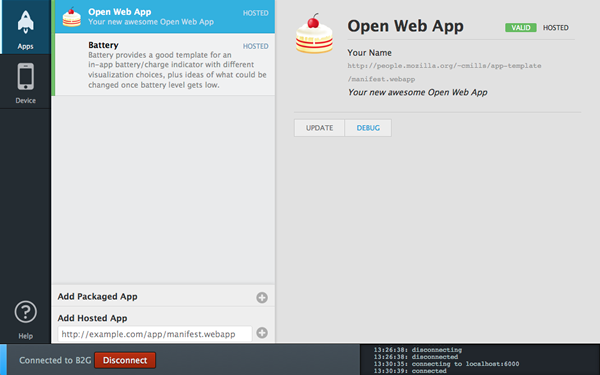 Apps
Device
Help
Open Web App HOSTED
Your new awesome Open Web App
Battery HOSTED
Battery provides a good template for an
in-app battery/charge indicator with different
visualization choices, plus ideas of what could be
changed once battery level gets low.
Add Packaged App
Add Hosted App
http://example.com/app/manifest.webapp
Open Web App VALID HOSTED
Your Name
http://people.mozilla.org/~cmills/app-template
/manifest.webapp
Your new awesome Open Web App
UPDATE DEBUG
Connected to B2G Disconnect
13:26:38: disconnecting
13:26:38: disconnected
13:30:35: connecting to localhost:6000
13:30:39: connected